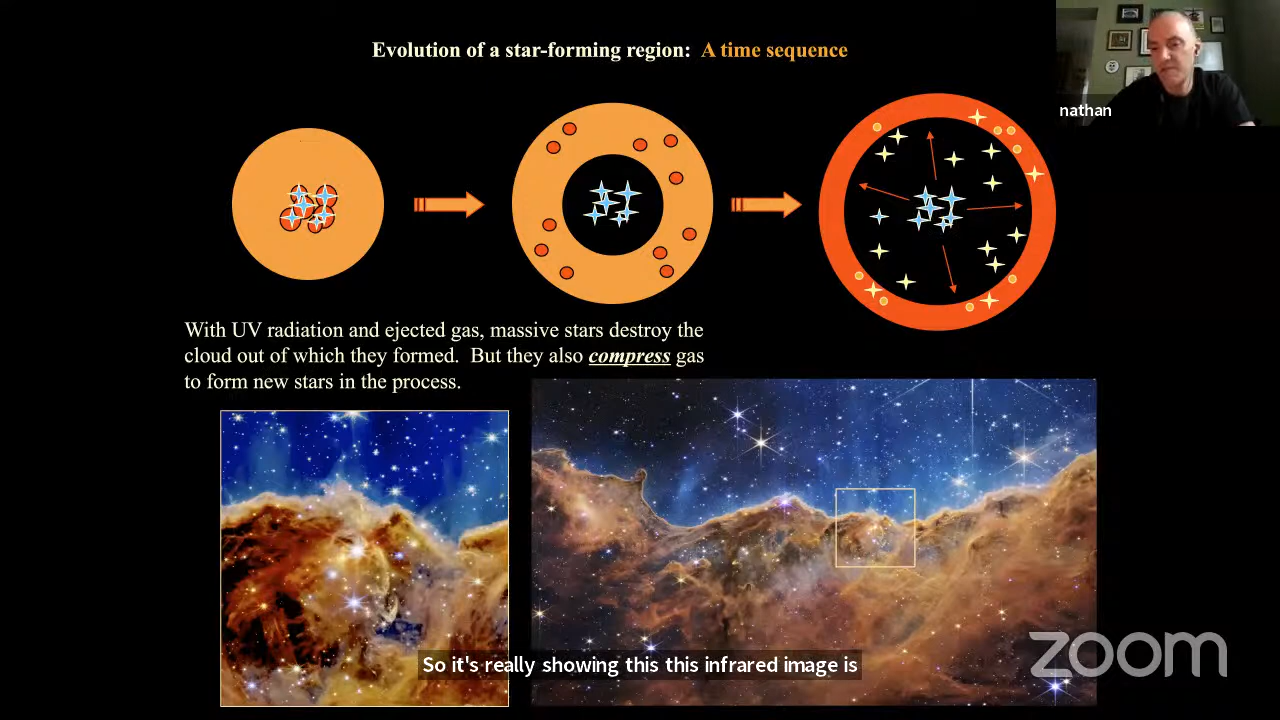 Evolution of a star-forming region: A time sequence
nathan
With UV radiation and ejected gas, massive stars destroy the
cloud out of which they formed. But they also compress gas
to form new stars in the process.
So it's really showing this this infrared image is
zoom